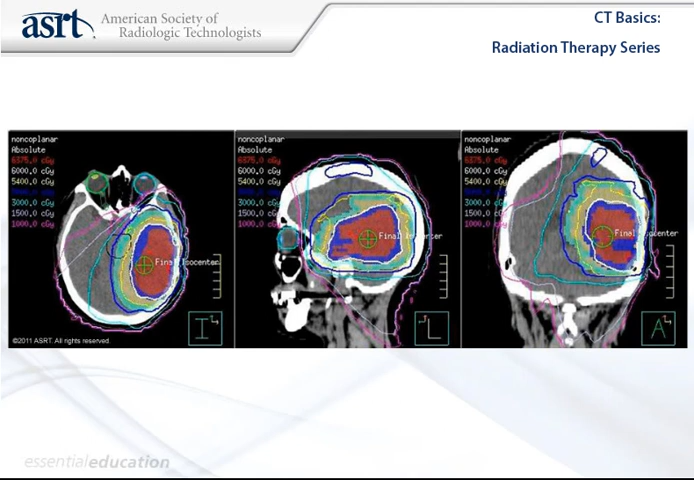 asrt
American Society of
Radiologic Technologists
CT Basics:
Radiation Therapy Series
noncoplanar
Absolute
6375.0 cGy
6000.0 cGy
5400.0 cGy
3000.0 cGy
1500.0 cGy
1000.0 cGy
Final Isocenter
I
©2011 ASRT. All rights reserved.
noncoplanar
Absolute
6375.0 cGy
6000.0 cGy
5400.0 cGy
3000.0 cGy
1500.0 cGy
1000.0 cGy
Final Isocenter
L
noncoplanar
Absolute
6375.0 cGy
6000.0 cGy
5400.0 cGy
3000.0 cGy
1500.0 cGy
1000.0 cGy
Final Isocenter
A
essentialeducation